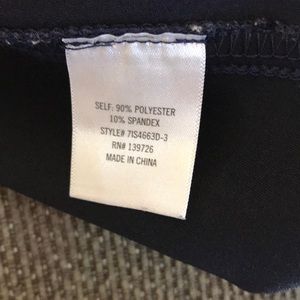 SELF: 90% POLYESTER
10% SPANDEX
STYLE# 7IS4663D-3
RN# 139726
MADE IN CHINA